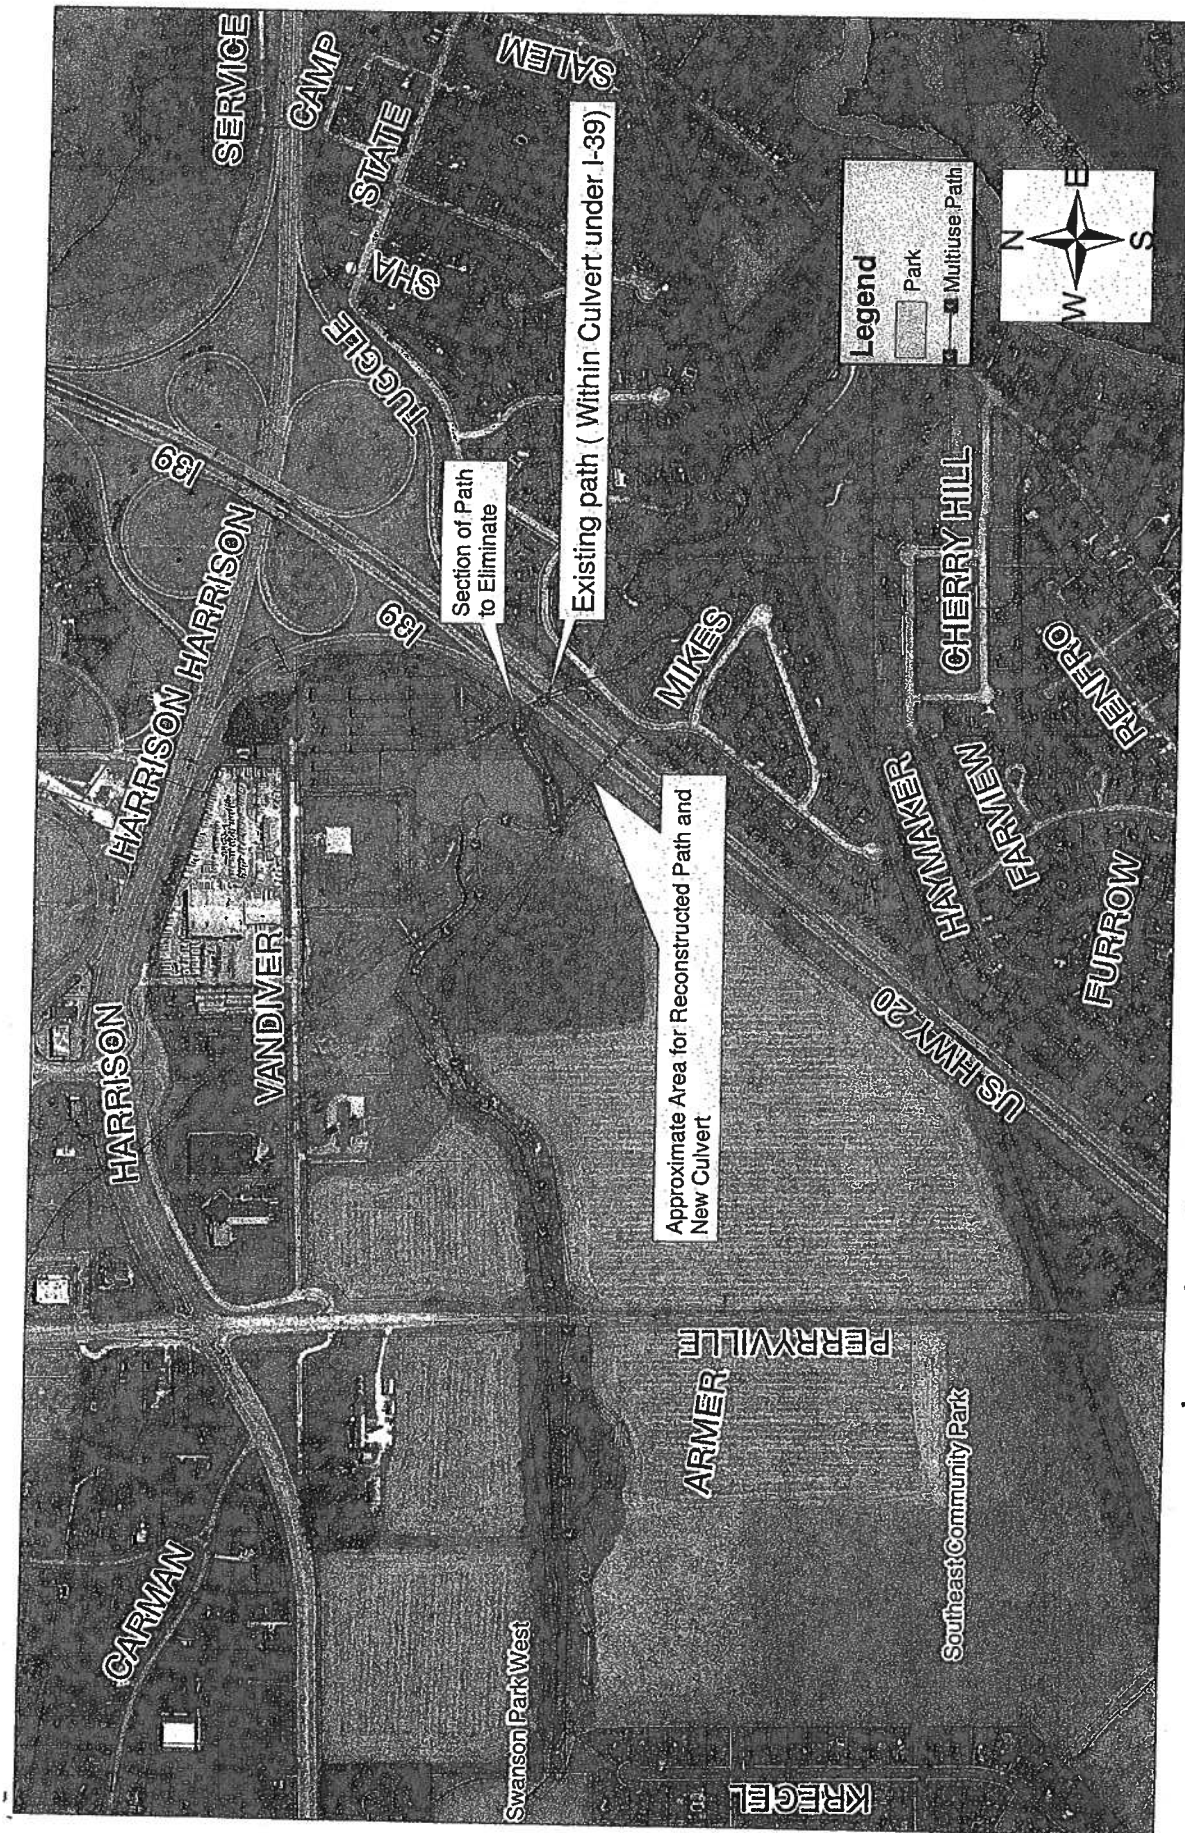 SERVICE
CAMP
STATE
SALEM
SHA
TUGGLE
I39
HARRISON
HARRISON
I39
Section of Path
to Eliminate
Existing path ( Within Culvert under I-39)
Legend
Park
Multiuse Path
N
W
E
S
MIKES
CHERRY HILL
RENFRO
HAYMAKER
FARVIEW
FURROW
HARRISON
VANDIVER
Approximate Area for Reconstructed Path and
New Culvert
US HWY 20
PERRYVILLE
ARMER
Southeast Community Park
CARMAN
Swanson Park West
KREGEL